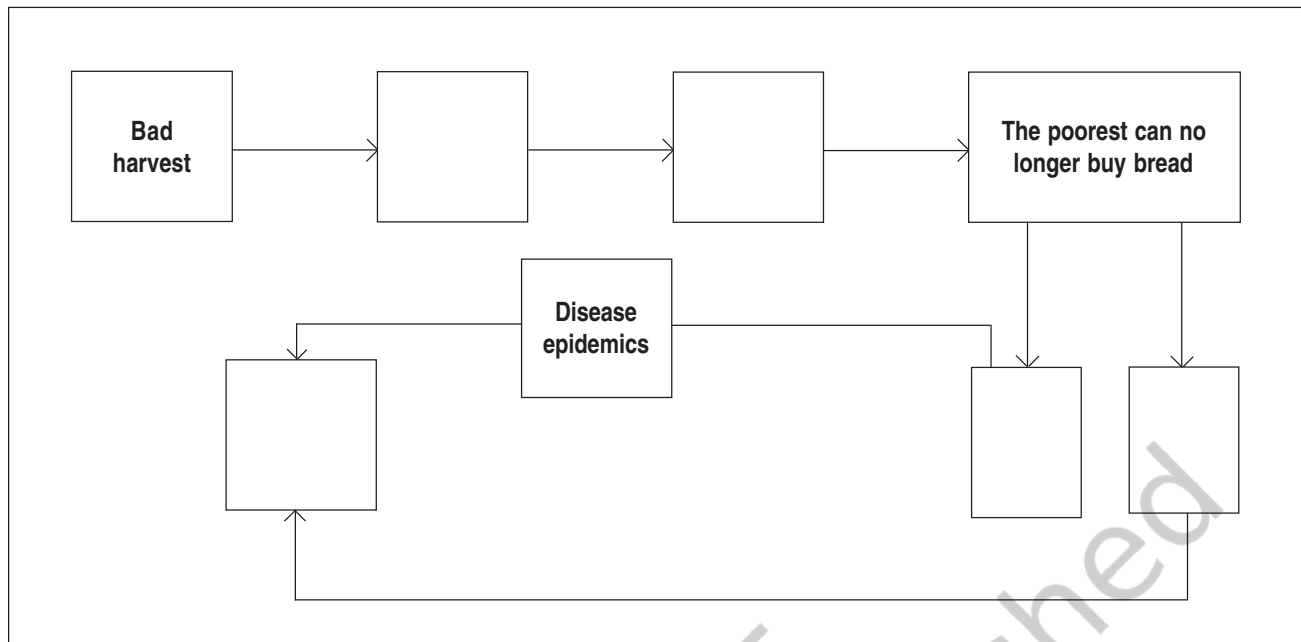 Bad
harvest
The poorest can no
longer buy bread
Disease
epidemics